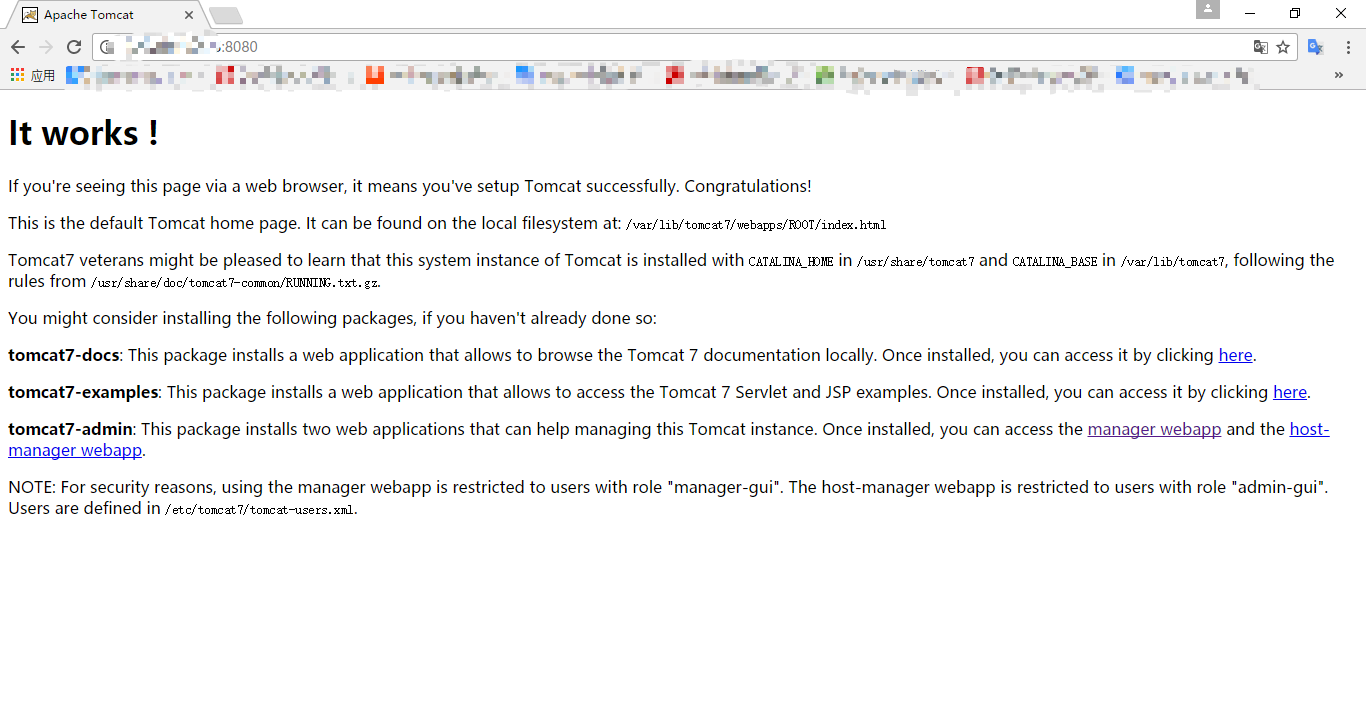 Apache Tomcat
:8080
应用
It works !
If you're seeing this page via a web browser, it means you've setup Tomcat successfully. Congratulations!
This is the default Tomcat home page. It can be found on the local filesystem at: /var/lib/tomcat7/webapps/ROOT/index.html
Tomcat7 veterans might be pleased to learn that this system instance of Tomcat is installed with CATALINA_HOME in /usr/share/tomcat7 and CATALINA_BASE in /var/lib/tomcat7, following the
rules from /usr/share/doc/tomcat7-common/RUNNING.txt.gz.
You might consider installing the following packages, if you haven't already done so:
tomcat7-docs: This package installs a web application that allows to browse the Tomcat 7 documentation locally. Once installed, you can access it by clicking here.
tomcat7-examples: This package installs a web application that allows to access the Tomcat 7 Servlet and JSP examples. Once installed, you can access it by clicking here.
tomcat7-admin: This package installs two web applications that can help managing this Tomcat instance. Once installed, you can access the manager webapp and the host-
manager webapp.
NOTE: For security reasons, using the manager webapp is restricted to users with role "manager-gui". The host-manager webapp is restricted to users with role "admin-gui".
Users are defined in /etc/tomcat7/tomcat-users.xml.